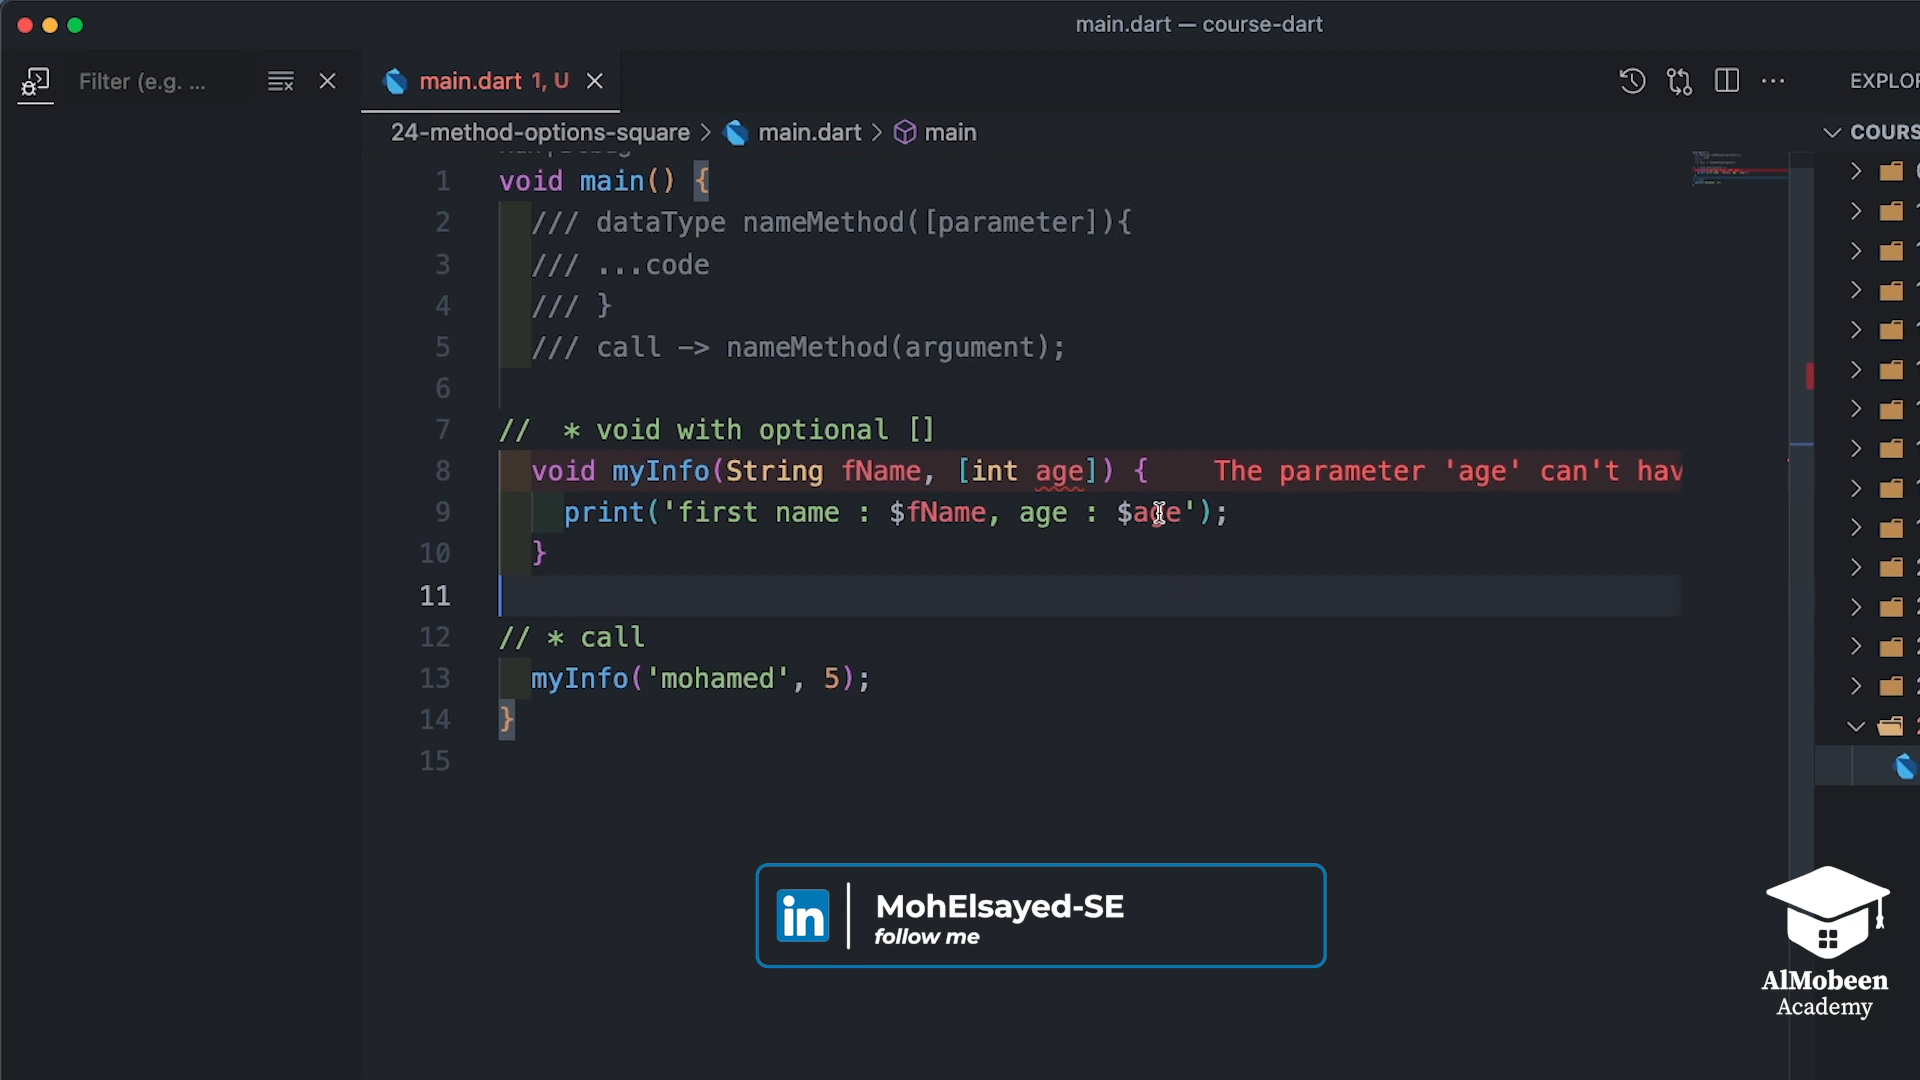 main.dart — course-dart
Filter (e.g. ...
main.dart 1, U
EXPLOR
24-method-options-square > main.dart > main
COURS
1 void main() {
2 /// dataType nameMethod([parameter]){
3 /// ...code
4 /// }
5 /// call -> nameMethod(argument);
6
7 // * void with optional []
8 void myInfo(String fName, [int age]) { The parameter 'age' can't hav
9 print('first name : $fName, age : $age');
10 }
11
12 // * call
13 myInfo('mohamed', 5);
14 }
15
in
MohElsayed-SE
follow me
AlMobeen
Academy